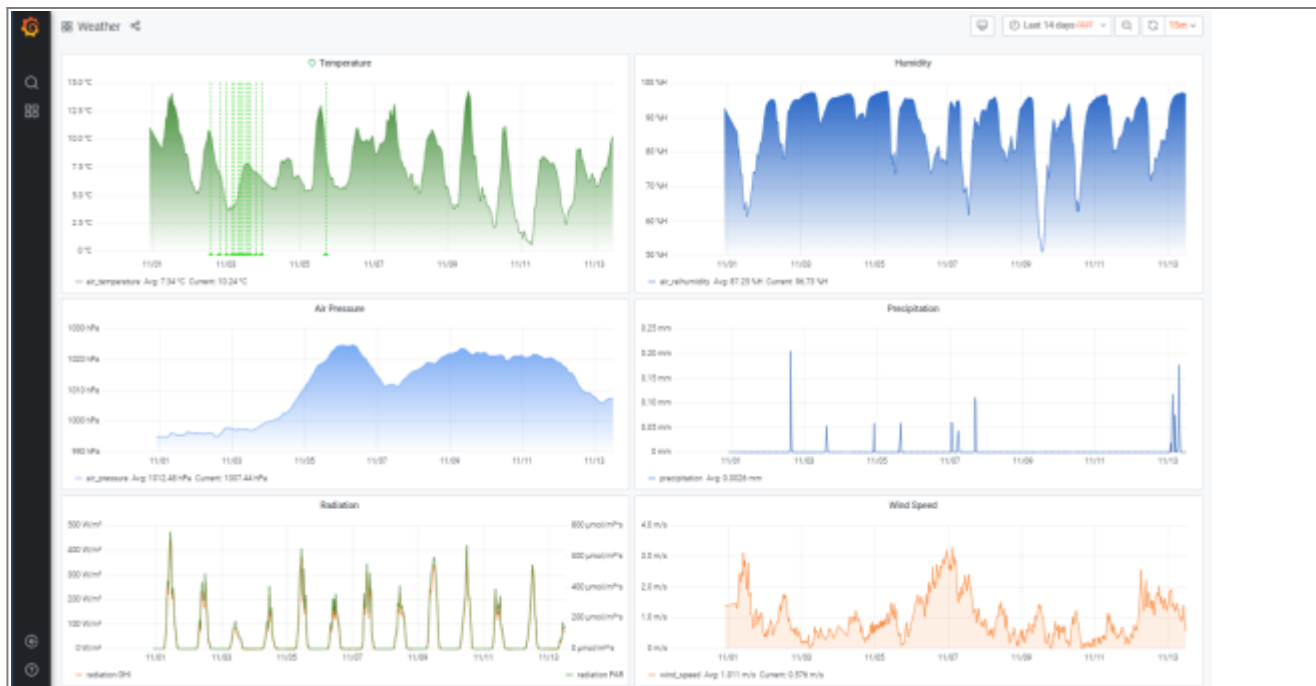 Weather
Last 14 days CEST
15m
Temperature
15.0 °C
12.5 °C
10.0 °C
7.5 °C
5.0 °C
2.5 °C
0 °C
11/01 11/03 11/05 11/07 11/09 11/11 11/13
air_temperature Avg: 7.94 °C Current: 10.24 °C
Humidity
100 %H
90 %H
80 %H
70 %H
60 %H
50 %H
11/01 11/03 11/05 11/07 11/09 11/11 11/13
air_relhumidity Avg: 87.29 %H Current: 96.73 %H
Air Pressure
1030 hPa
1020 hPa
1010 hPa
1000 hPa
990 hPa
11/01 11/03 11/05 11/07 11/09 11/11 11/13
air_pressure Avg: 1012.48 hPa Current: 1007.44 hPa
Precipitation
0.25 mm
0.20 mm
0.15 mm
0.10 mm
0.05 mm
0 mm
11/01 11/03 11/05 11/07 11/09 11/11 11/13
precipitation Avg: 0.0026 mm
Radiation
500 W/m²
400 W/m²
300 W/m²
200 W/m²
100 W/m²
0 W/m²
800 µmol/m²s
600 µmol/m²s
400 µmol/m²s
200 µmol/m²s
0 µmol/m²s
11/01 11/03 11/05 11/07 11/09 11/11 11/13
radiation GHI
radiation PAR
Wind Speed
4.0 m/s
3.0 m/s
2.0 m/s
1.0 m/s
0 m/s
11/01 11/03 11/05 11/07 11/09 11/11 11/13
wind_speed Avg: 1.011 m/s Current: 0.576 m/s